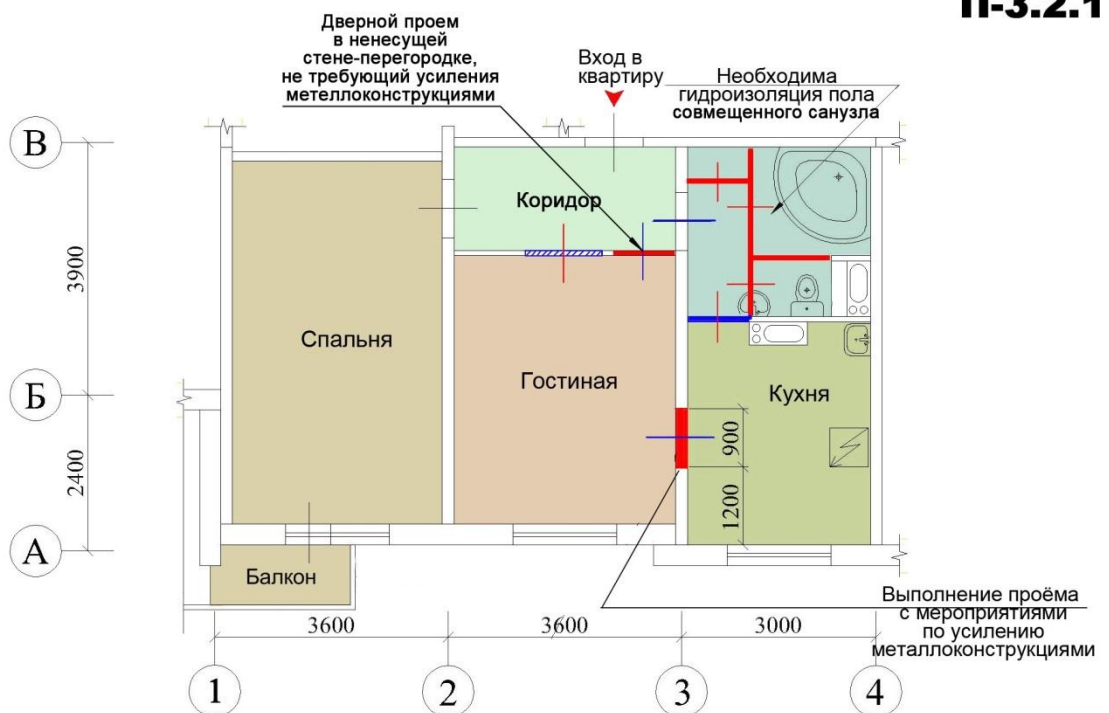 П-3.2.1
Дверной проем
в ненесущей
стене-перегородке,
не требующий усиления
метеллоконструкциями
Вход в
квартиру
Необходима
гидроизоляция пола
совмещенного санузла
В
Коридор
3900
Спальня
Гостиная
Кухня
Б
900
2400
1200
А
Балкон
Выполнение проёма
с мероприятиями
по усилению
металлоконструкциями
3600
3600
3000
1
2
3
4